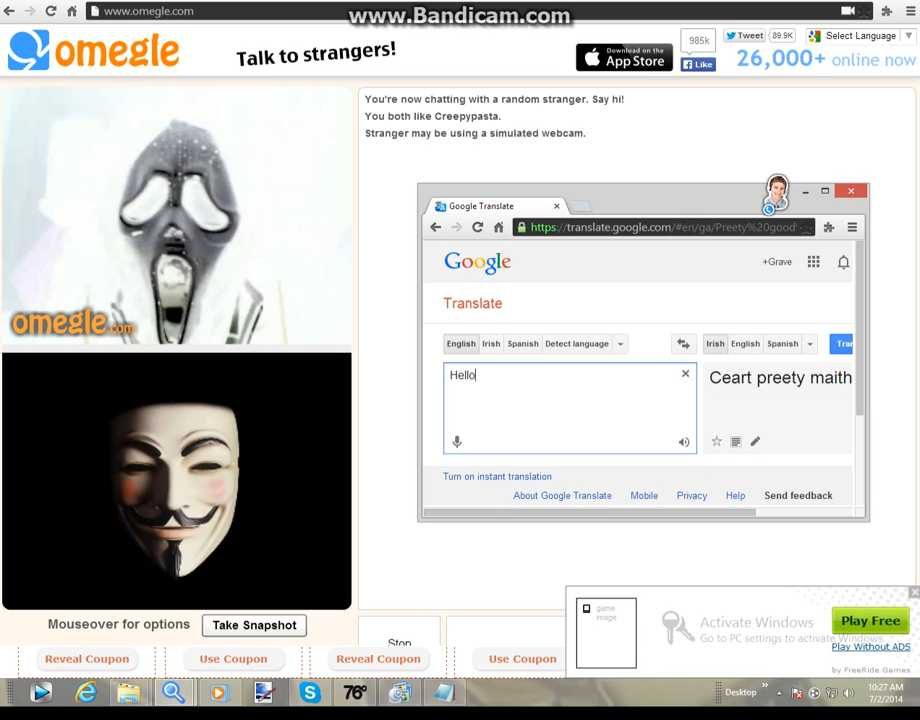 www.omegle.com
www.Bandicam.com
omegle
Talk to strangers!
Download on the
App Store
985k
Like
Tweet
89.9K
Select Language
26,000+ online now
You're now chatting with a random stranger. Say hi!
You both like Creepypasta.
Stranger may be using a simulated webcam.
omegle.com
Google Translate
https://translate.google.com/#en/ga/Preety%20good
Google
+Grave
Translate
English Irish Spanish Detect language
Irish English Spanish Tran
Hello
Ceart preety maith
Turn on instant translation
About Google Translate Mobile Privacy Help Send feedback
Mouseover for options
Take Snapshot
Stop
game
image
Activate Windows
Go to PC settings to activate Windows.
Play Free
Play Without ADS
by FreeRide Games
Reveal Coupon
Use Coupon
Reveal Coupon
Use Coupon
76°
Desktop
10:27 AM
7/2/2014